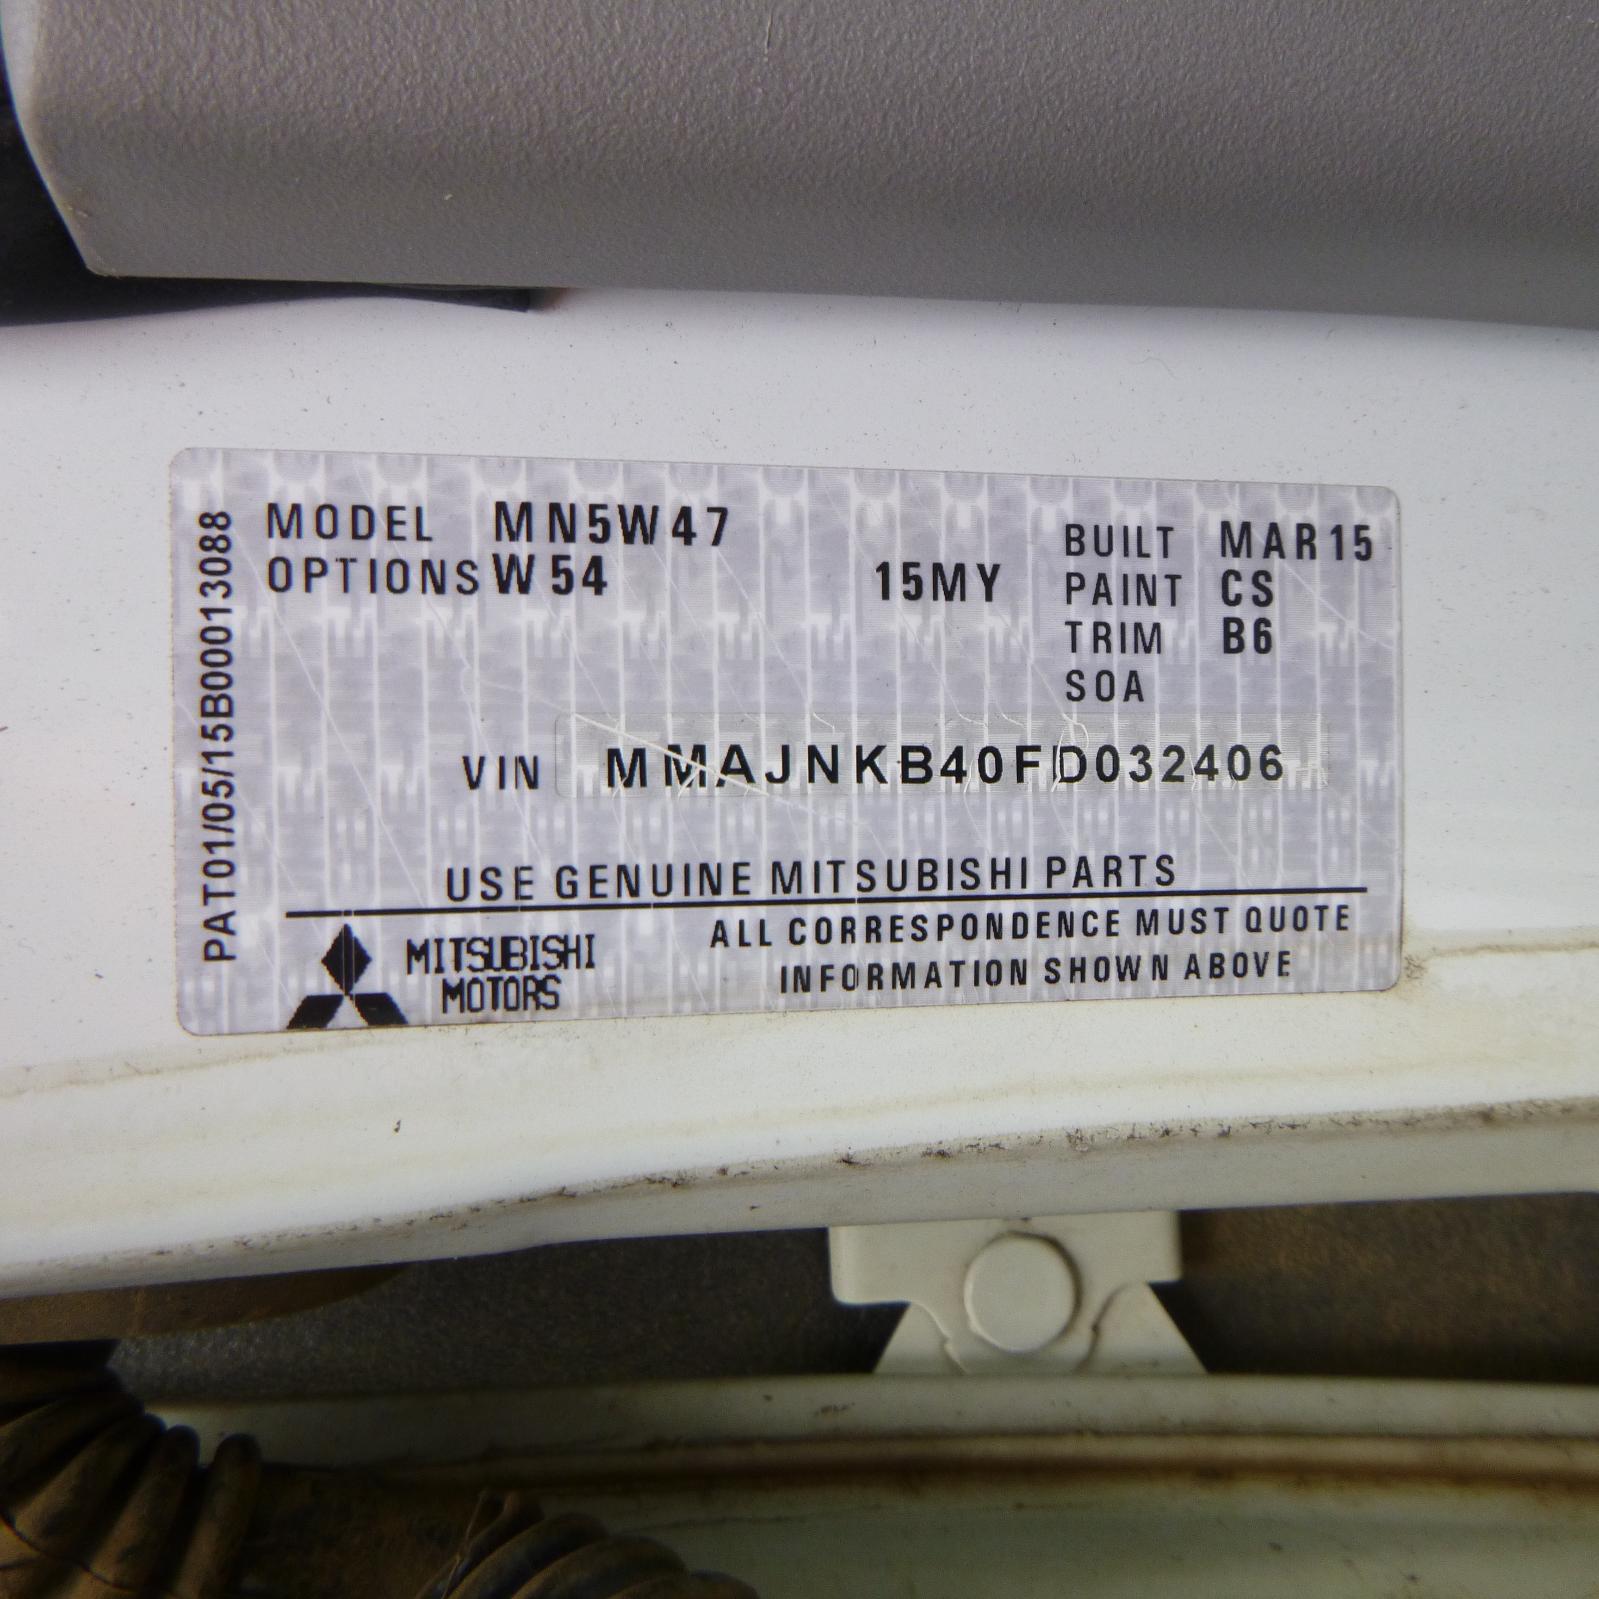 PAT01/05/15B00013088
MODEL MN5W47
OPTIONS W54
15MY
BUILT MAR15
PAINT CS
TRIM B6
SOA
VIN MMAJNKB40FD032406
USE GENUINE MITSUBISHI PARTS
MITSUBISHI
MOTORS
ALL CORRESPONDENCE MUST QUOTE
INFORMATION SHOWN ABOVE